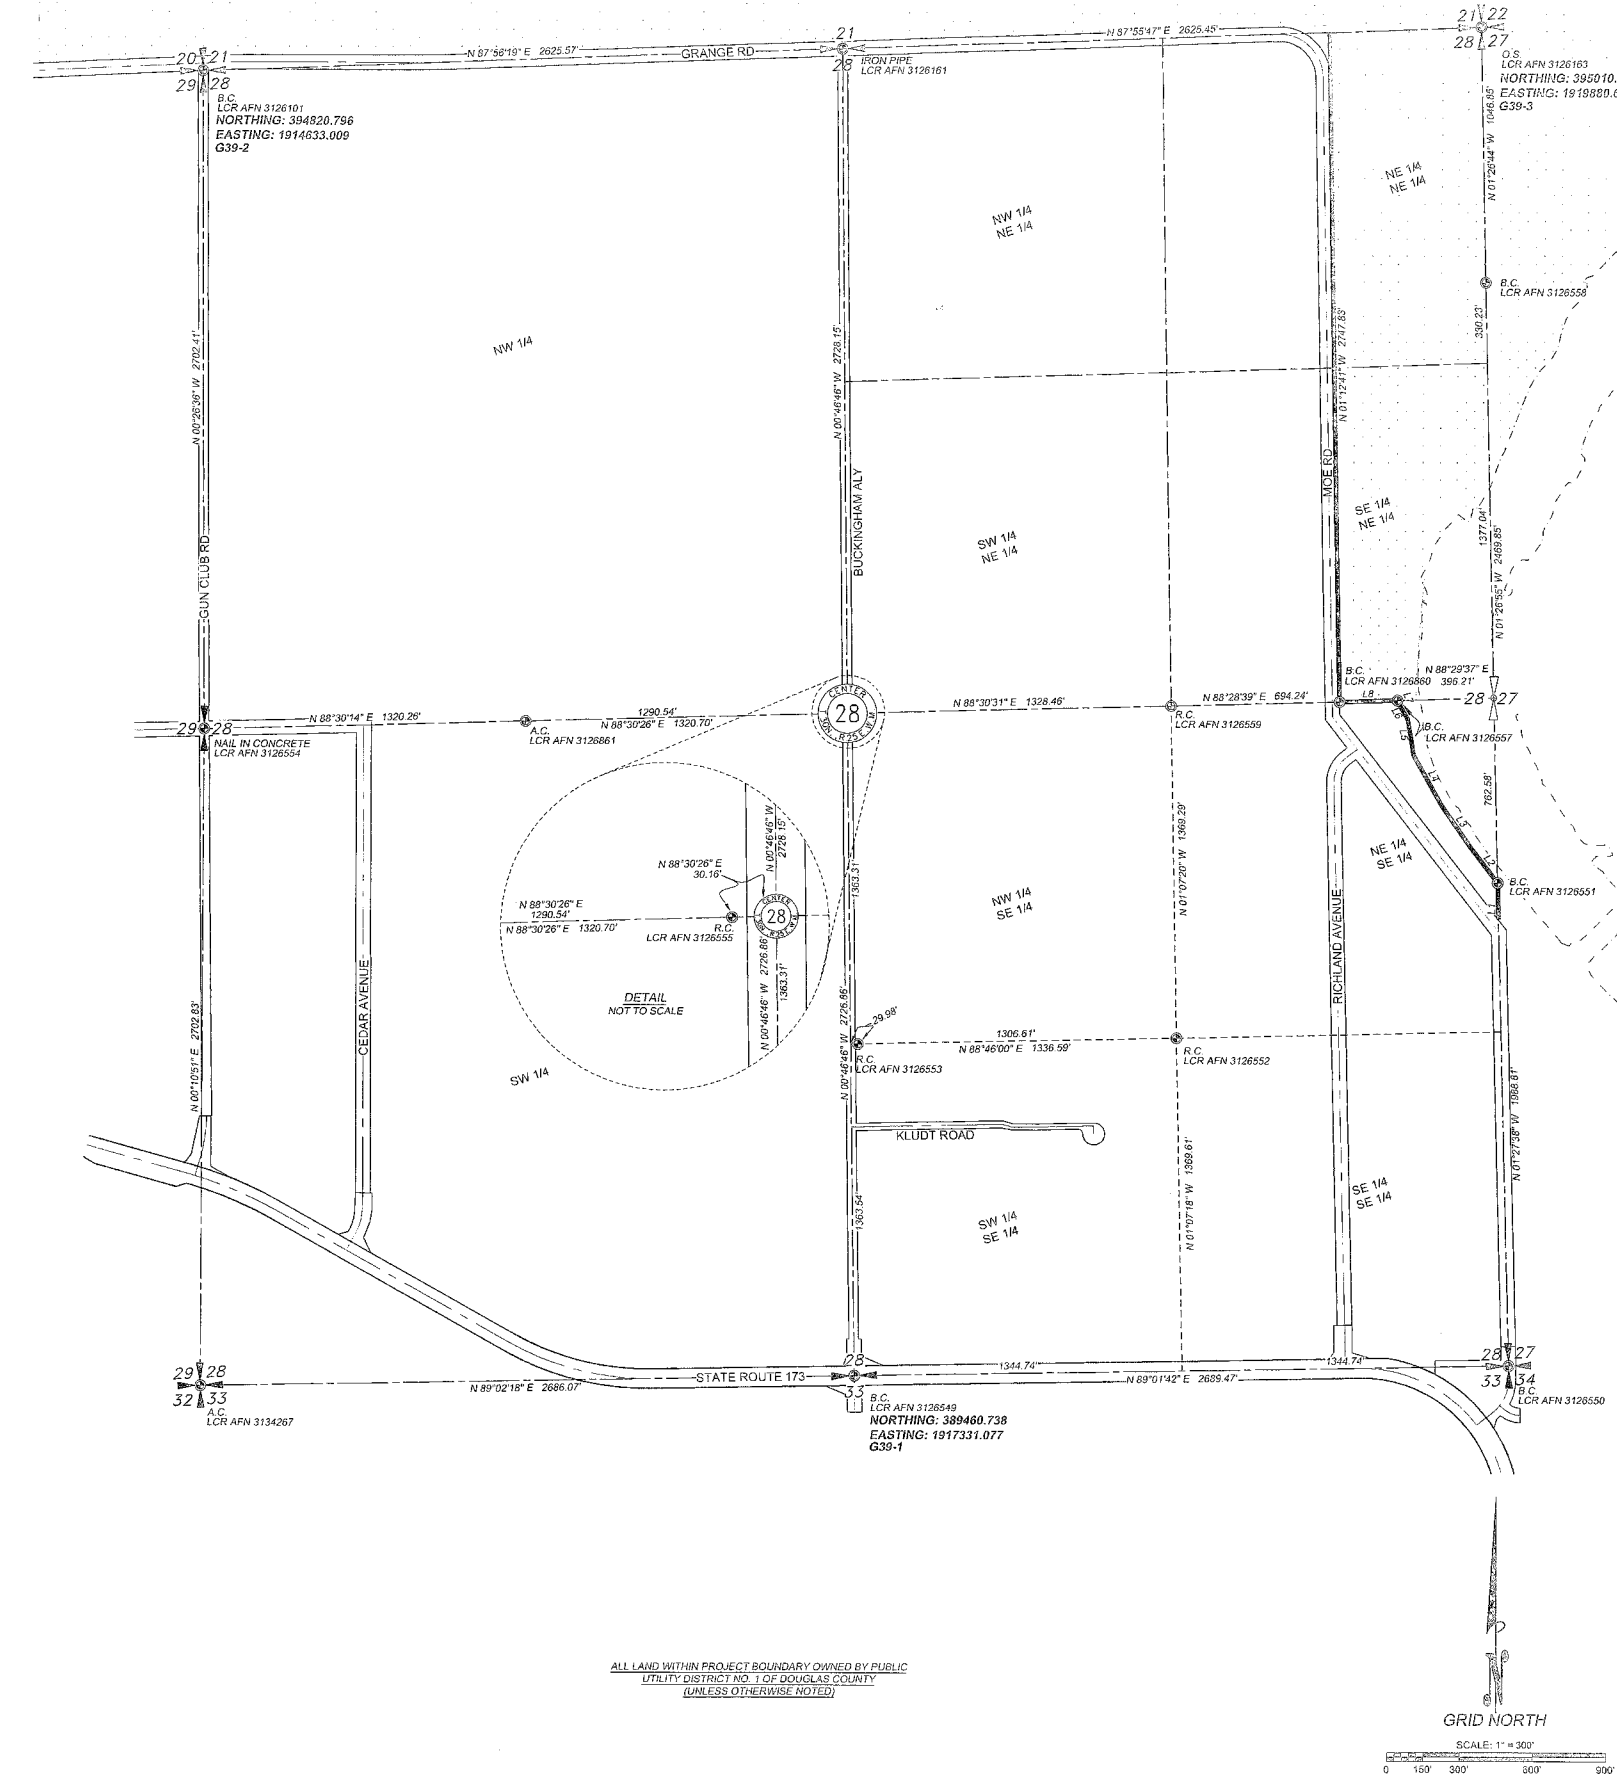 21
21 22
28 27
N 87°56'19" E 2625.57'
GRANGE RD
N 87°55'47" E 2625.45'
20 21
29 28
28
IRON PIPE
LCR AFN 3126161
O.S.
LCR AFN 3126163
NORTHING: 395010.
EASTING: 1919880.6
G39-3
B.C.
LCR AFN 3126101
NORTHING: 394820.796
EASTING: 1914633.009
G39-2
N 01°26'44" W 1046.85'
NE 1/4
NE 1/4
NW 1/4
NE 1/4
B.C.
LCR AFN 3126558
330.23'
N 00°26'36" W 2702.41'
NW 1/4
N 00°46'46" W 2728.15'
N 01°12'41" W 2747.83'
GUN CLUB RD
BUCKINGHAM ALY
MOE RD
SW 1/4
NE 1/4
SE 1/4
NE 1/4
1377.04'
N 01°26'55" W 2469.85'
N 88°29'37" E
396.21'
B.C.
LCR AFN 3126860
L8
28 27
29 28
NAIL IN CONCRETE
LCR AFN 3126554
N 88°30'14" E 1320.26'
A.C.
LCR AFN 3126861
1290.54'
N 88°30'26" E 1320.70'
CENTER
28
T.30N. R.25 E.W.M.
N 88°30'31" E 1328.46'
R.C.
LCR AFN 3126559
N 88°28'39" E 694.24'
L6
L5
B.C.
LCR AFN 3126557
L4
L3
L2
762.58'
B.C.
LCR AFN 3126551
N 00°46'46" W
2728.15'
N 88°30'26" E
30.16'
N 88°30'26" E
1290.54'
N 88°30'26" E 1320.70'
R.C.
LCR AFN 3126555
CENTER
28
T.30N. R.25 E.W.M.
N 00°46'46" W 2726.86'
1363.31'
DETAIL
NOT TO SCALE
1363.31'
N 01°07'20" W 1369.29'
NW 1/4
SE 1/4
NE 1/4
SE 1/4
RICHLAND AVENUE
CEDAR AVENUE
N 00°10'51" E 2702.83'
SW 1/4
N 00°46'46" W 2726.86'
29.98'
R.C.
LCR AFN 3126553
1306.61'
N 88°46'00" E 1336.59'
R.C.
LCR AFN 3126552
KLUDT ROAD
N 01°27'38" W 1968.81'
1363.54'
SW 1/4
SE 1/4
N 01°07'18" W 1369.61'
SE 1/4
SE 1/4
29 28
32 33
A.C.
LCR AFN 3134267
N 89°02'18" E 2686.07'
STATE ROUTE 173
28
33
B.C.
LCR AFN 3126549
NORTHING: 389460.738
EASTING: 1917331.077
G39-1
1344.74'
N 89°01'42" E 2689.47'
1344.74'
28 27
33 34
B.C.
LCR AFN 3126550
ALL LAND WITHIN PROJECT BOUNDARY OWNED BY PUBLIC
UTILITY DISTRICT NO. 1 OF DOUGLAS COUNTY
(UNLESS OTHERWISE NOTED)
GRID NORTH
SCALE: 1" = 300'
0 150' 300' 600' 900'